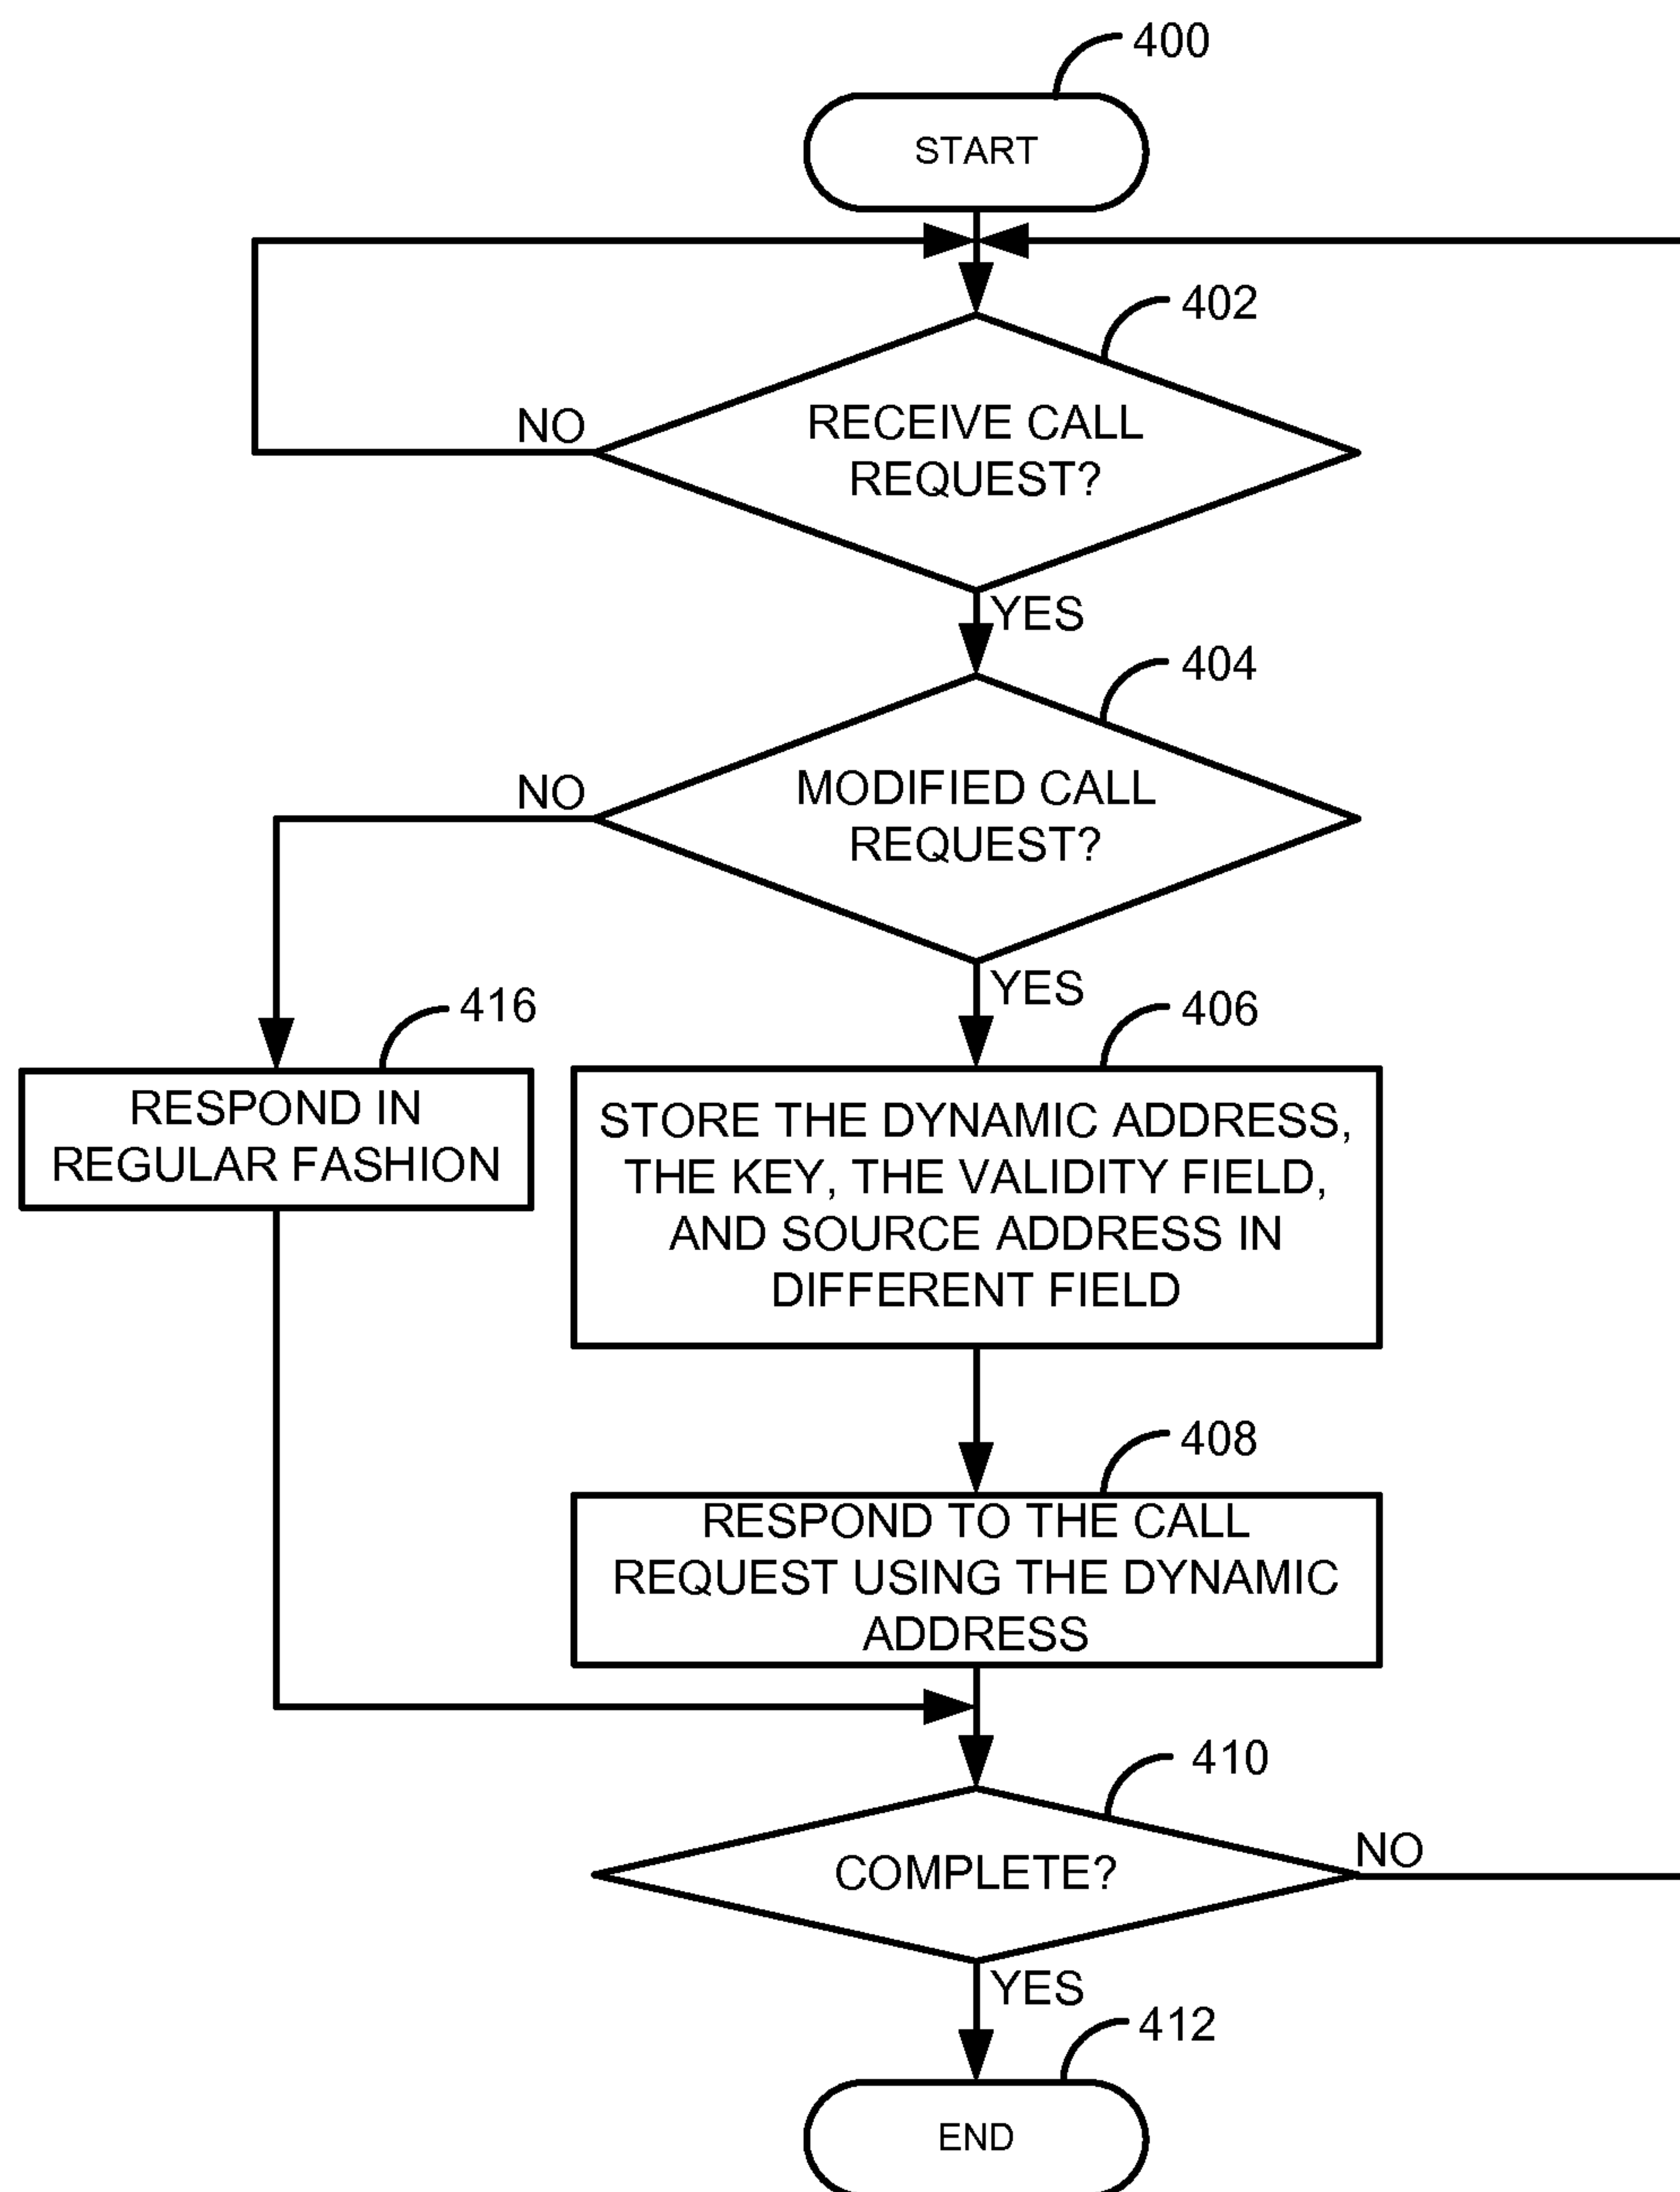 400
START
402
RECEIVE CALL
REQUEST?
NO
YES
404
MODIFIED CALL
REQUEST?
NO
YES
416
RESPOND IN
REGULAR FASHION
406
STORE THE DYNAMIC ADDRESS,
THE KEY, THE VALIDITY FIELD,
AND SOURCE ADDRESS IN
DIFFERENT FIELD
408
RESPOND TO THE CALL
REQUEST USING THE DYNAMIC
ADDRESS
410
COMPLETE?
NO
YES
412
END